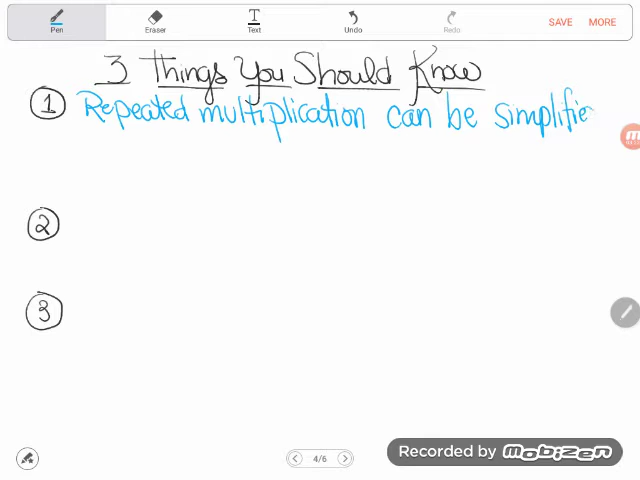 Pen Eraser Text Undo Redo SAVE MORE
3 Things You Should Know
1 Repeated multiplication can be simplifie
2
3
4/6
Recorded by mobizen